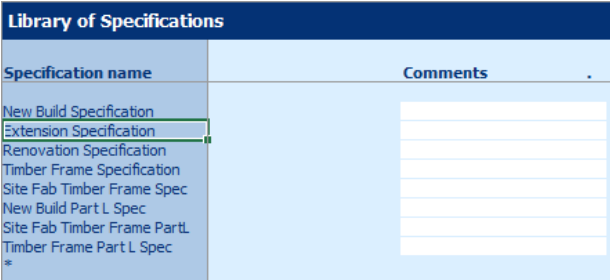 Library of Specifications
Specification name Comments .
New Build Specification
Extension Specification
Renovation Specification
Timber Frame Specification
Site Fab Timber Frame Spec
New Build Part L Spec
Site Fab Timber Frame PartL
Timber Frame Part L Spec
*